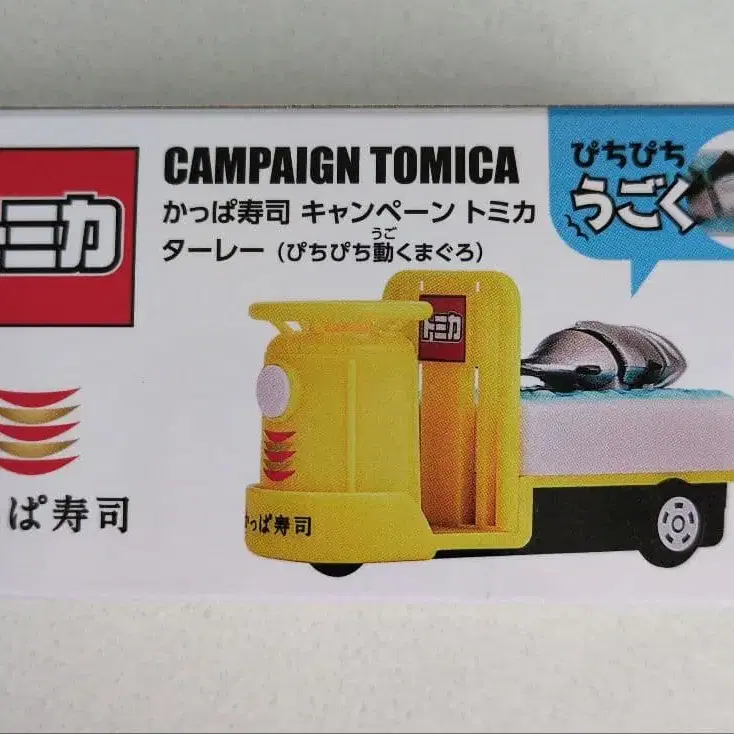 トミカ
CAMPAIGN TOMICA
かっぱ寿司 キャンペーン トミカ
うご
ターレー(ぴちぴち動くまぐろ)
ぴちぴち
うごく
トミカ
っぱ寿司
かっぱ寿司